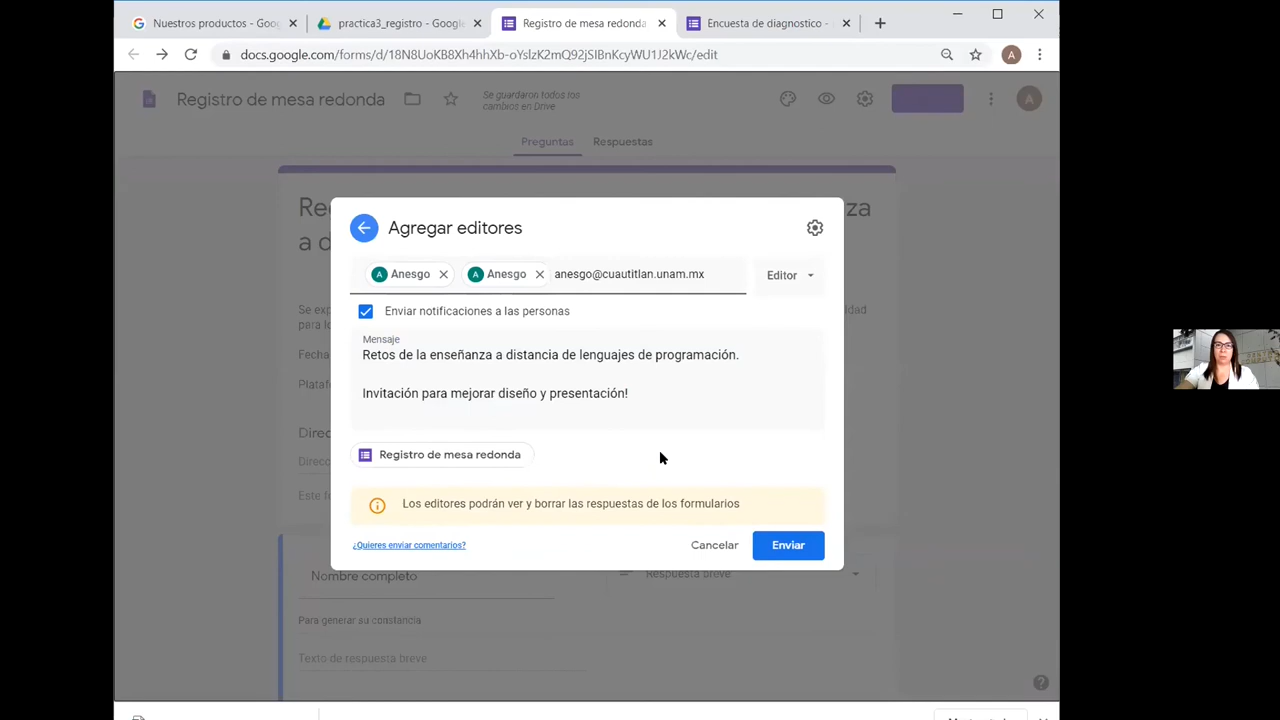 Nuestros productos - Goo
practica3_registro - Google
Registro de mesa redonda
Encuesta de diagnostico -
docs.google.com/forms/d/18N8UoKB8Xh4hhXb-oYslzK2mQ92jSIBnKcyWU1J2kWc/edit
A
Registro de mesa redonda
Se guardaron todos los
cambios en Drive
A
Preguntas
Respuestas
Agregar editores
A Anesgo
A Anesgo
anesgo@cuautitlan.unam.mx
Editor
Enviar notificaciones a las personas
Mensaje
Retos de la enseñanza a distancia de lenguajes de programación.
Invitación para mejorar diseño y presentación!
Registro de mesa redonda
Los editores podrán ver y borrar las respuestas de los formularios
¿Quieres enviar comentarios?
Cancelar
Enviar
Nombre completo
Respuesta breve
Para generar su constancia
Texto de respuesta breve